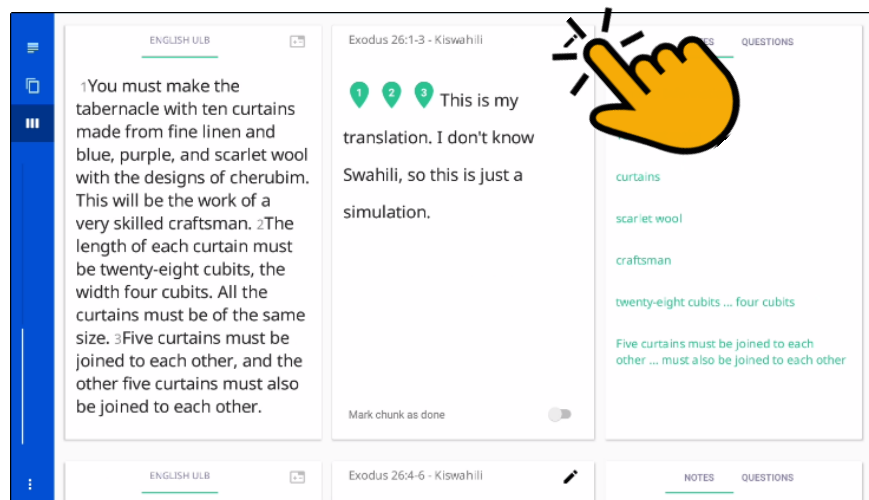 ENGLISH ULB
1You must make the
tabernacle with ten curtains
made from fine linen and
blue, purple, and scarlet wool
with the designs of cherubim.
This will be the work of a
very skilled craftsman. 2The
length of each curtain must
be twenty-eight cubits, the
width four cubits. All the
curtains must be of the same
size. 3Five curtains must be
joined to each other, and the
other five curtains must also
be joined to each other.
Exodus 26:1-3 - Kiswahili
1 2 3 This is my
translation. I don't know
Swahili, so this is just a
simulation.
Mark chunk as done
QUESTIONS
curtains
scarlet wool
craftsman
twenty-eight cubits ... four cubits
Five curtains must be joined to each
other ... must also be joined to each other
ENGLISH ULB
Exodus 26:4-6 - Kiswahili
NOTES QUESTIONS